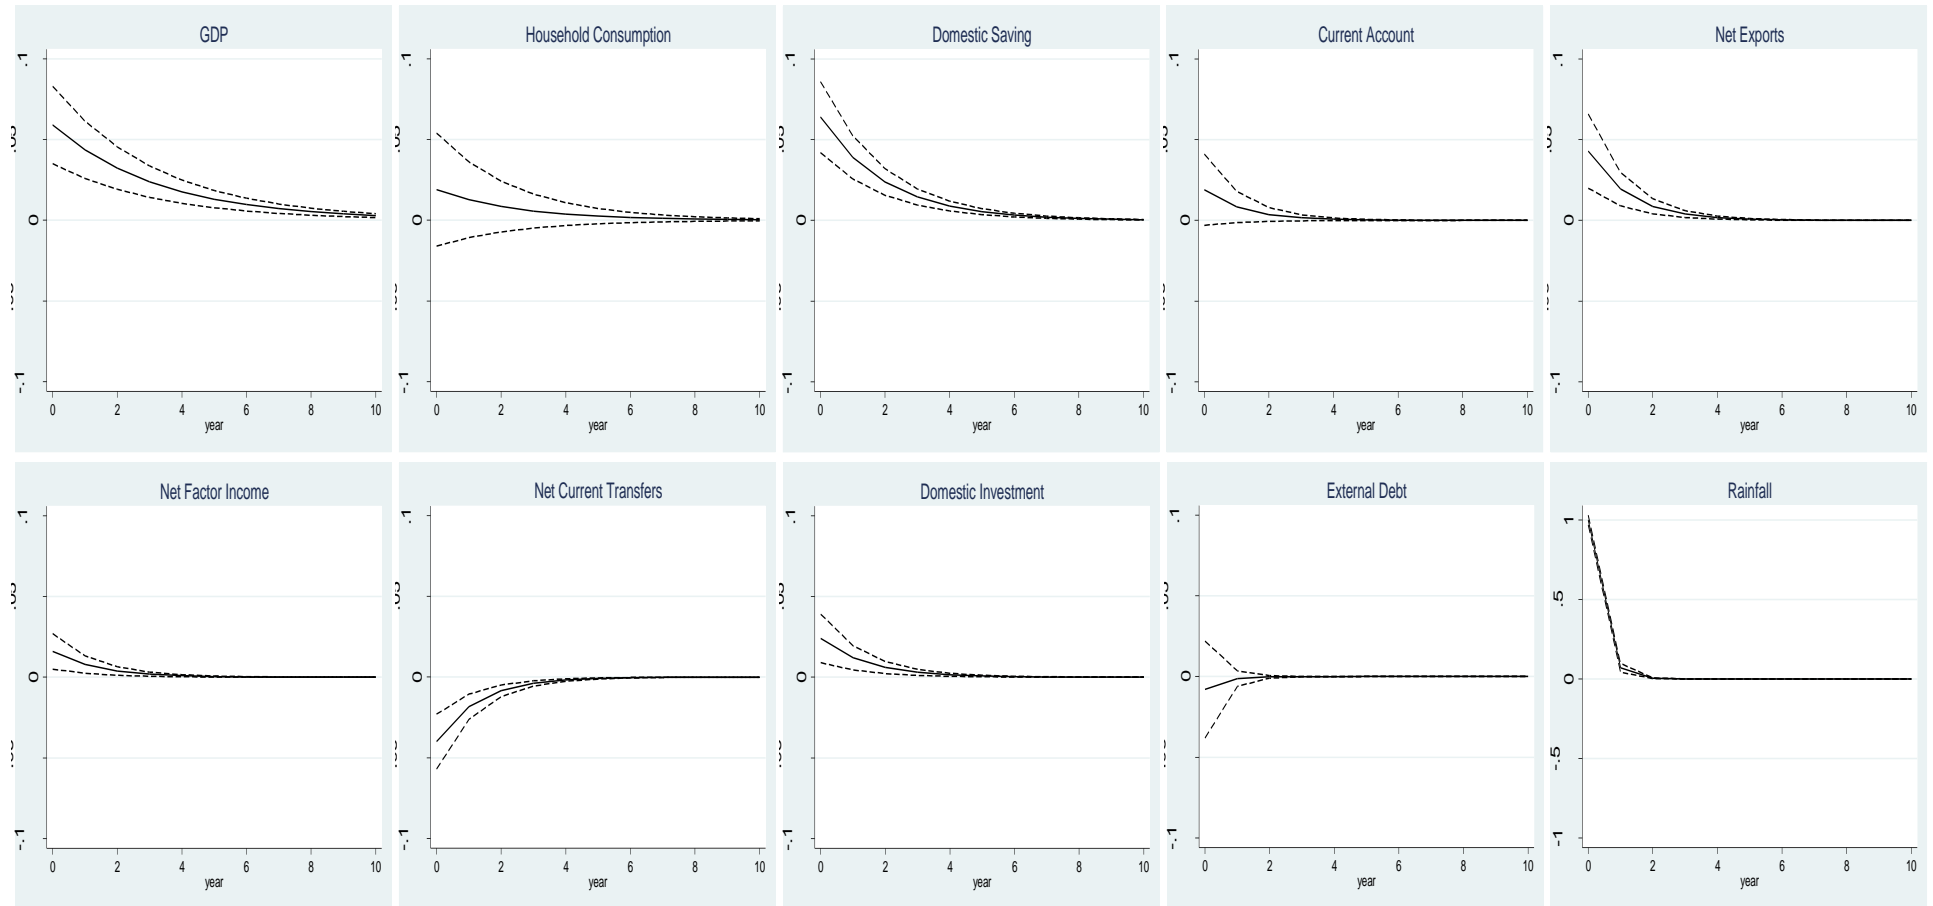 GDP
.1
0
-.1
0 2 4 6 8 10
year
Household Consumption
.1
0
-.1
0 2 4 6 8 10
year
Domestic Saving
.1
0
-.1
0 2 4 6 8 10
year
Current Account
.1
0
-.1
0 2 4 6 8 10
year
Net Exports
.1
0
-.1
0 2 4 6 8 10
year
Net Factor Income
.1
0
-.1
0 2 4 6 8 10
year
Net Current Transfers
.1
0
-.1
0 2 4 6 8 10
year
Domestic Investment
.1
0
-.1
0 2 4 6 8 10
year
External Debt
.1
0
-.1
0 2 4 6 8 10
year
Rainfall
1
.5
0
-.5
-1
0 2 4 6 8 10
year